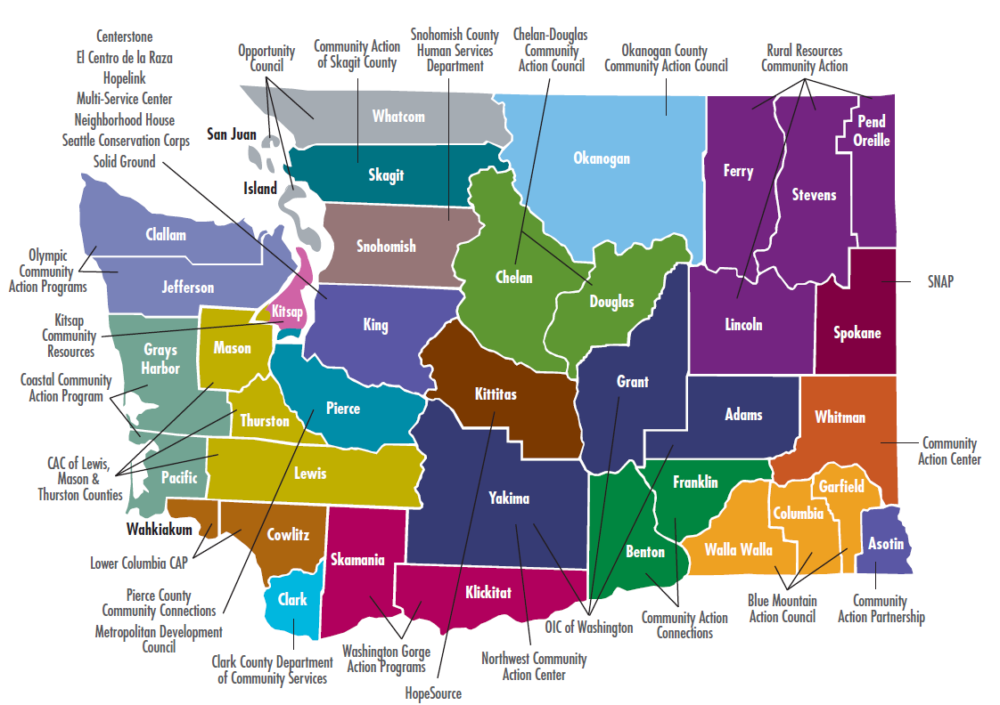 Centerstone
El Centro de la Raza
Hopelink
Multi-Service Center
Neighborhood House
Seattle Conservation Corps
Solid Ground
Opportunity
Council
Community Action
of Skagit County
Snohomish County
Human Services
Department
Chelan-Douglas
Community
Action Council
Okanogan County
Community Action Council
Rural Resources
Community Action
Whatcom
San Juan
Skagit
Island
Okanogan
Ferry
Stevens
Pend
Oreille
Clallam
Snohomish
Chelan
Douglas
Olympic
Community
Action Programs
Jefferson
Kitsap
King
Lincoln
Spokane
SNAP
Kitsap
Community
Resources
Mason
Grays
Harbor
Coastal Community
Action Program
Thurston
Pierce
Kittitas
Grant
Adams
Whitman
Community
Action Center
CAC of Lewis,
Mason &
Thurston Counties
Pacific
Lewis
Yakima
Franklin
Garfield
Columbia
Wahkiakum
Cowlitz
Skamania
Benton
Walla Walla
Asotin
Lower Columbia CAP
Clark
Klickitat
Pierce County
Community Connections
Metropolitan Development
Council
Clark County Department
of Community Services
Washington Gorge
Action Programs
HopeSource
Northwest Community
Action Center
OIC of Washington
Community Action
Connections
Blue Mountain
Action Council
Community
Action Partnership